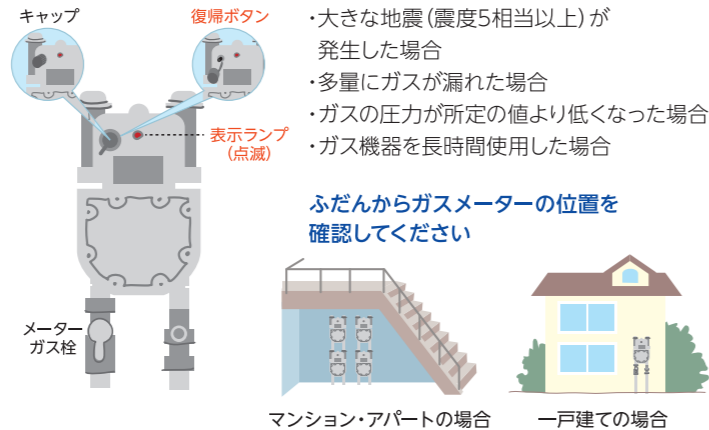 キャップ
復帰ボタン
表示ランプ
(点滅)
メーター
ガス栓
・大きな地震(震度5相当以上)が
発生した場合
・多量にガスが漏れた場合
・ガスの圧力が所定の値より低くなった場合
・ガス機器を長時間使用した場合
ふだんからガスメーターの位置を
確認してください
マンション・アパートの場合
一戸建ての場合